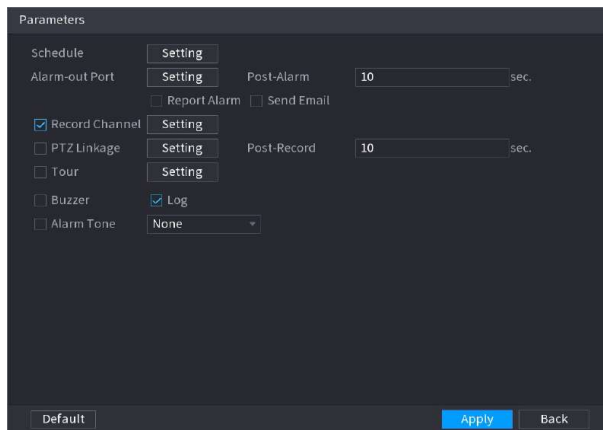 Parameters
Schedule Setting
Alarm-out Port Setting Post-Alarm 10 sec.
Report Alarm Send Email
Record Channel Setting
PTZ Linkage Setting Post-Record 10 sec.
Tour Setting
Buzzer Log
Alarm Tone None
Default Apply Back